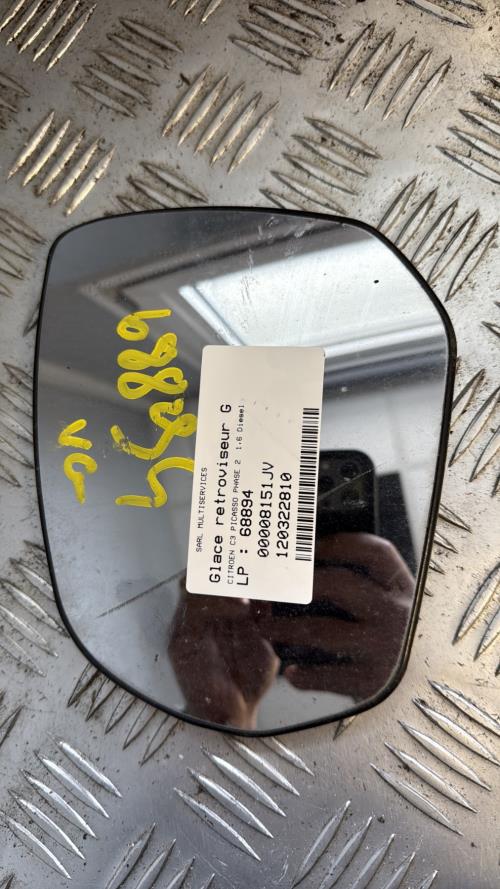 SARL MULTISERVICES
Glace retroviseur G
CITROEN C3 PICASSO PHASE 2 1.6 Diesel
LP : 68894
00008151JV
120322810
68894